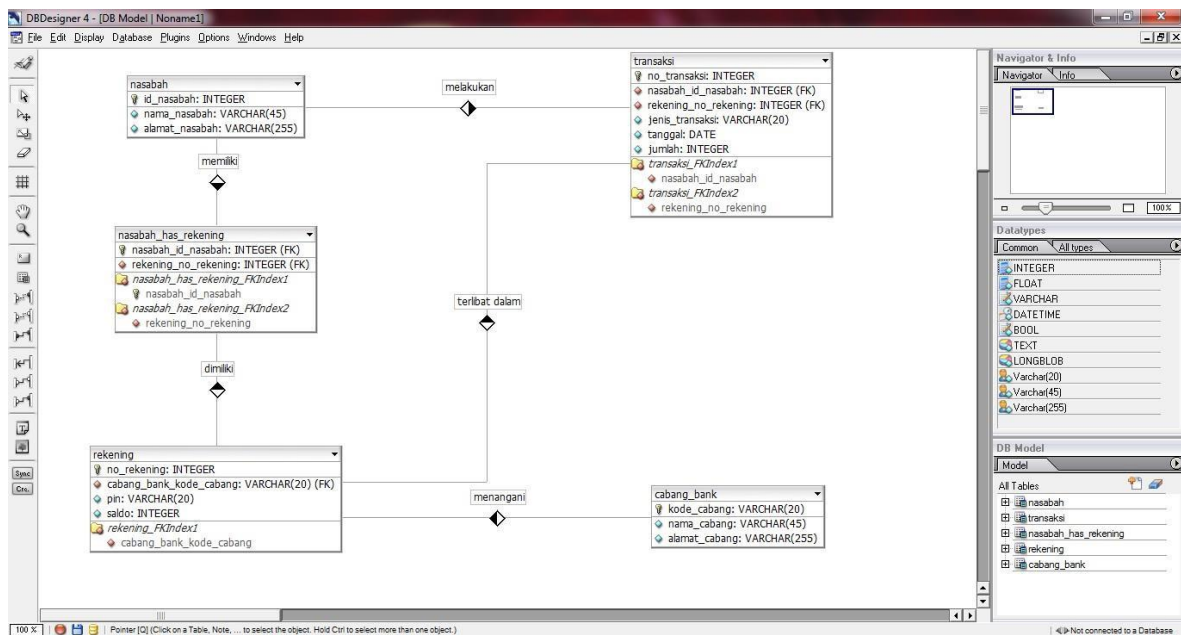 DBDesigner 4 - [DB Model | Noname1]
File Edit Display Database Plugins Options Windows Help
nasabah
id_nasabah: INTEGER
nama_nasabah: VARCHAR(45)
alamat_nasabah: VARCHAR(255)
melakukan
transaksi
no_transaksi: INTEGER
nasabah_id_nasabah: INTEGER (FK)
rekening_no_rekening: INTEGER (FK)
jenis_transaksi: VARCHAR(20)
tanggal: DATE
jumlah: INTEGER
transaksi_FKIndex1
nasabah_id_nasabah
transaksi_FKIndex2
rekening_no_rekening
memiliki
nasabah_has_rekening
nasabah_id_nasabah: INTEGER (FK)
rekening_no_rekening: INTEGER (FK)
nasabah_has_rekening_FKIndex1
nasabah_id_nasabah
nasabah_has_rekening_FKIndex2
rekening_no_rekening
terlibat dalam
dimiliki
rekening
no_rekening: INTEGER
cabang_bank_kode_cabang: VARCHAR(20) (FK)
pin: VARCHAR(20)
saldo: INTEGER
rekening_FKIndex1
cabang_bank_kode_cabang
menangani
cabang_bank
kode_cabang: VARCHAR(20)
nama_cabang: VARCHAR(45)
alamat_cabang: VARCHAR(255)
Navigator & Info
Navigator Info
100%
Datatypes
Common All types
INTEGER
FLOAT
VARCHAR
DATETIME
BOOL
TEXT
LONGBLOB
Varchar(20)
Varchar(45)
Varchar(255)
DB Model
Model
All Tables
nasabah
transaksi
nasabah_has_rekening
rekening
cabang_bank
Sync
100 % Pointer [Q] (Click on a Table, Note, ... to select the object. Hold Ctrl to select more than one object.)
Not connected to a Database